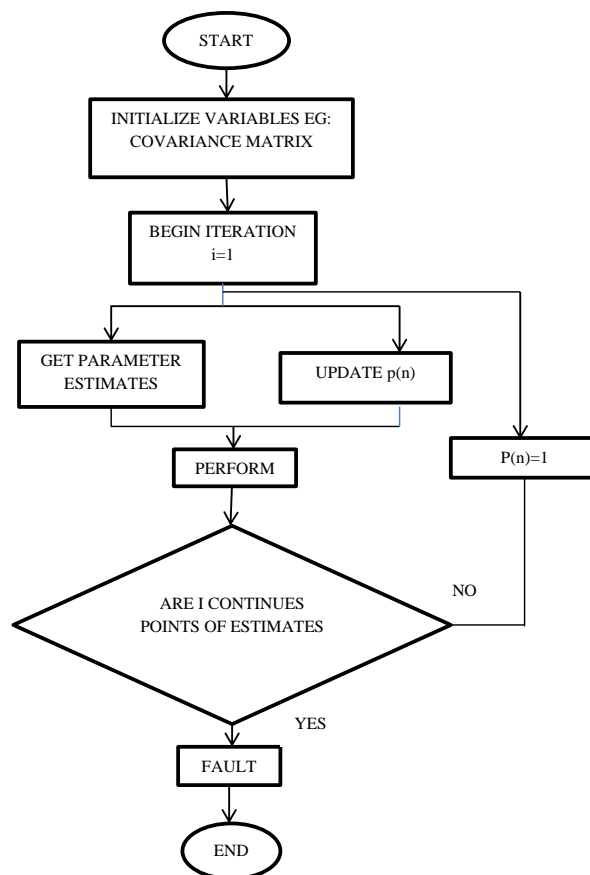 START
INITIALIZE VARIABLES EG:
COVARIANCE MATRIX
BEGIN ITERATION
i=1
GET PARAMETER
ESTIMATES
UPDATE p(n)
P(n)=1
PERFORM
ARE I CONTINUES
POINTS OF ESTIMATES
NO
YES
FAULT
END